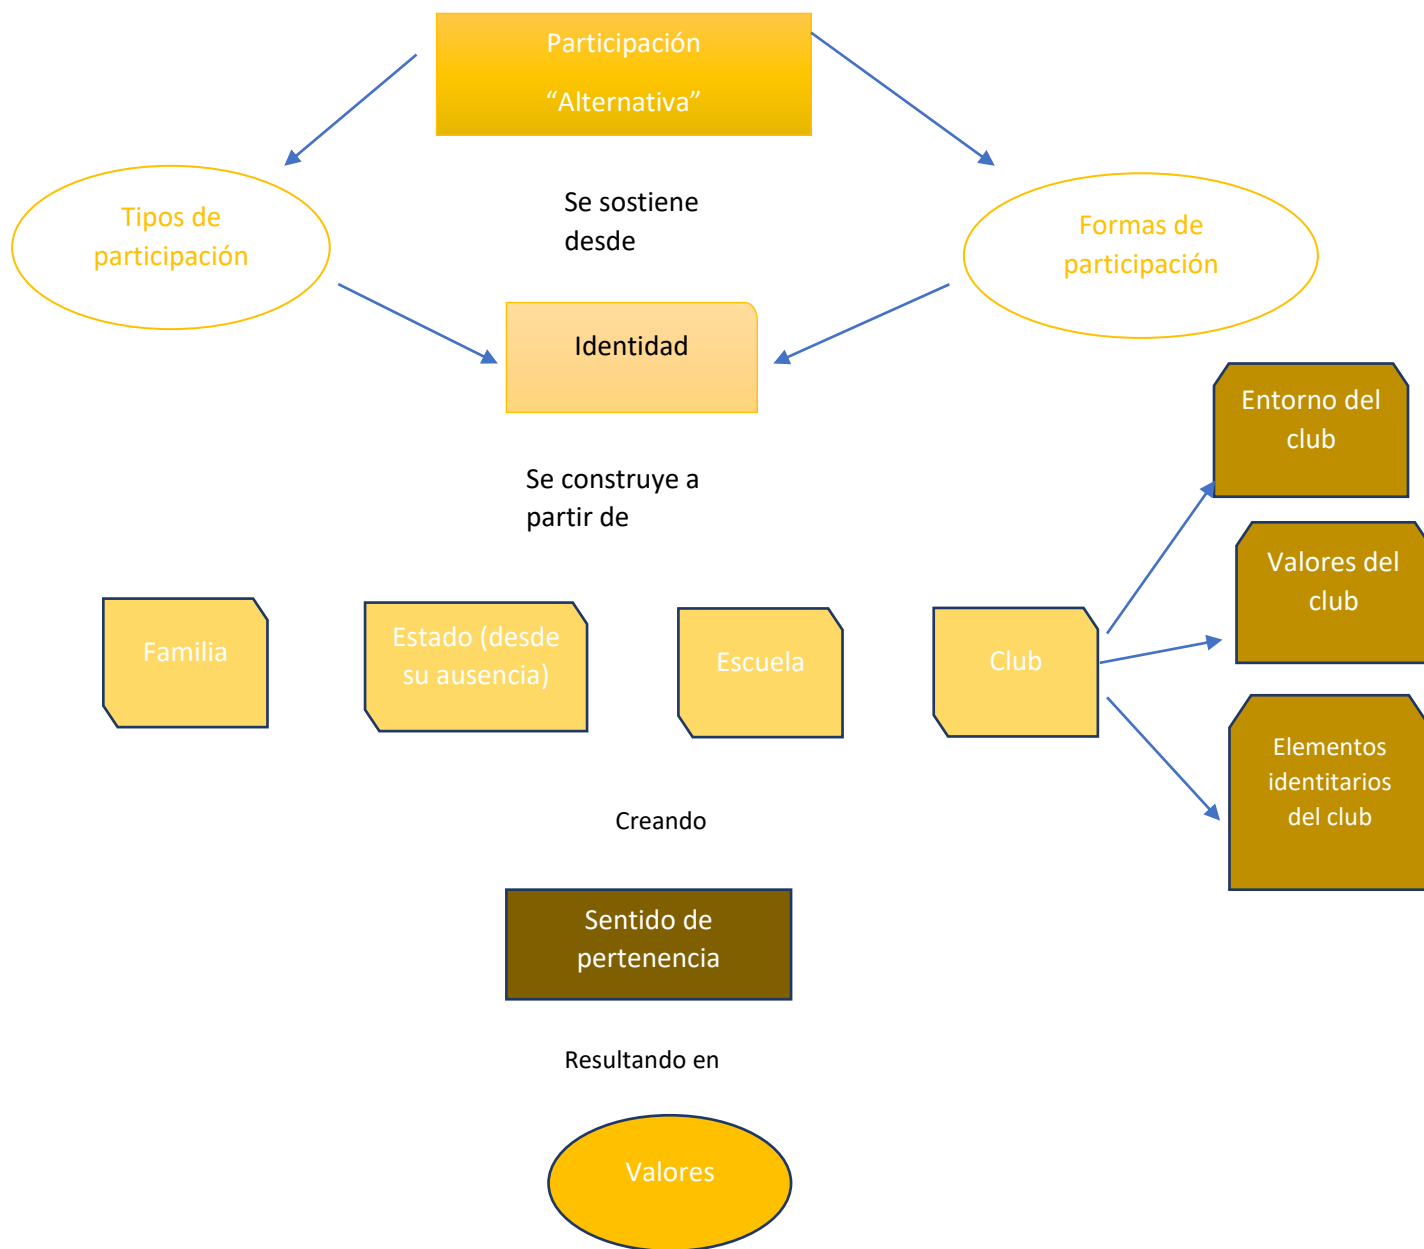 Participación
“Alternativa”
Tipos de
participación
Se sostiene
desde
Formas de
participación
Identidad
Entorno del
club
Se construye a
partir de
Valores del
club
Familia
Estado (desde
su ausencia)
Escuela
Club
Elementos
identitarios
del club
Creando
Sentido de
pertenencia
Resultando en
Valores